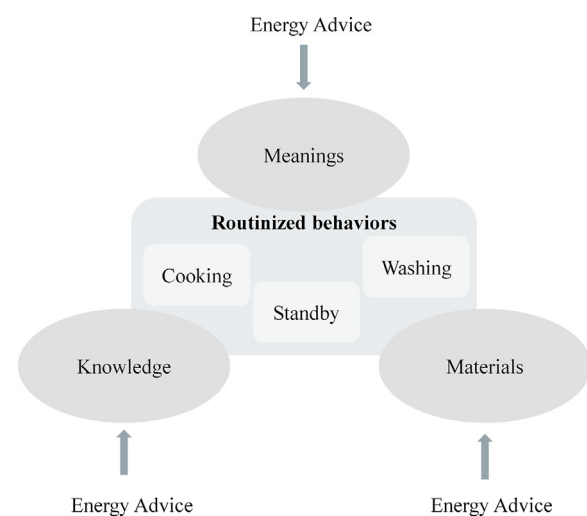 Energy Advice
Meanings
Routinized behaviors
Cooking
Washing
Standby
Knowledge
Materials
Energy Advice
Energy Advice